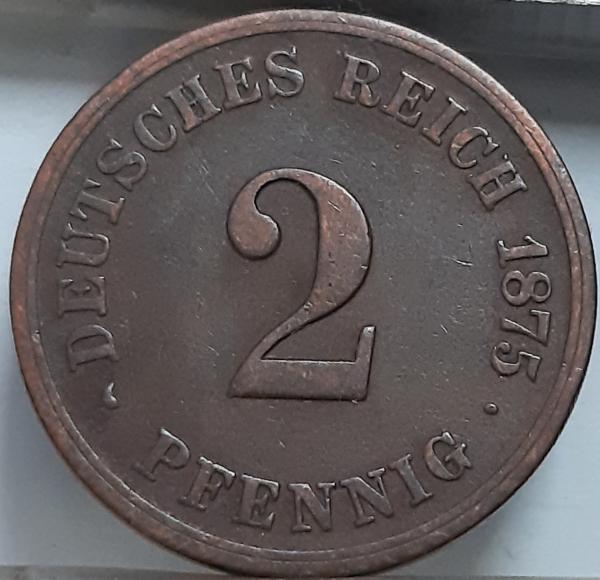 DEUTSCHES REICH 1875
2
PFENNIG